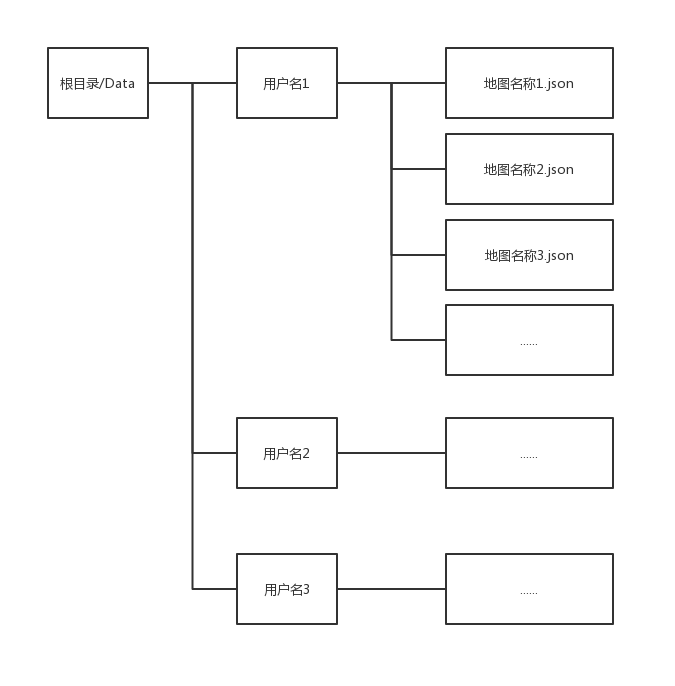 根目录/Data
用户名1
地图名称1.json
地图名称2.json
地图名称3.json
......
用户名2
......
用户名3
......